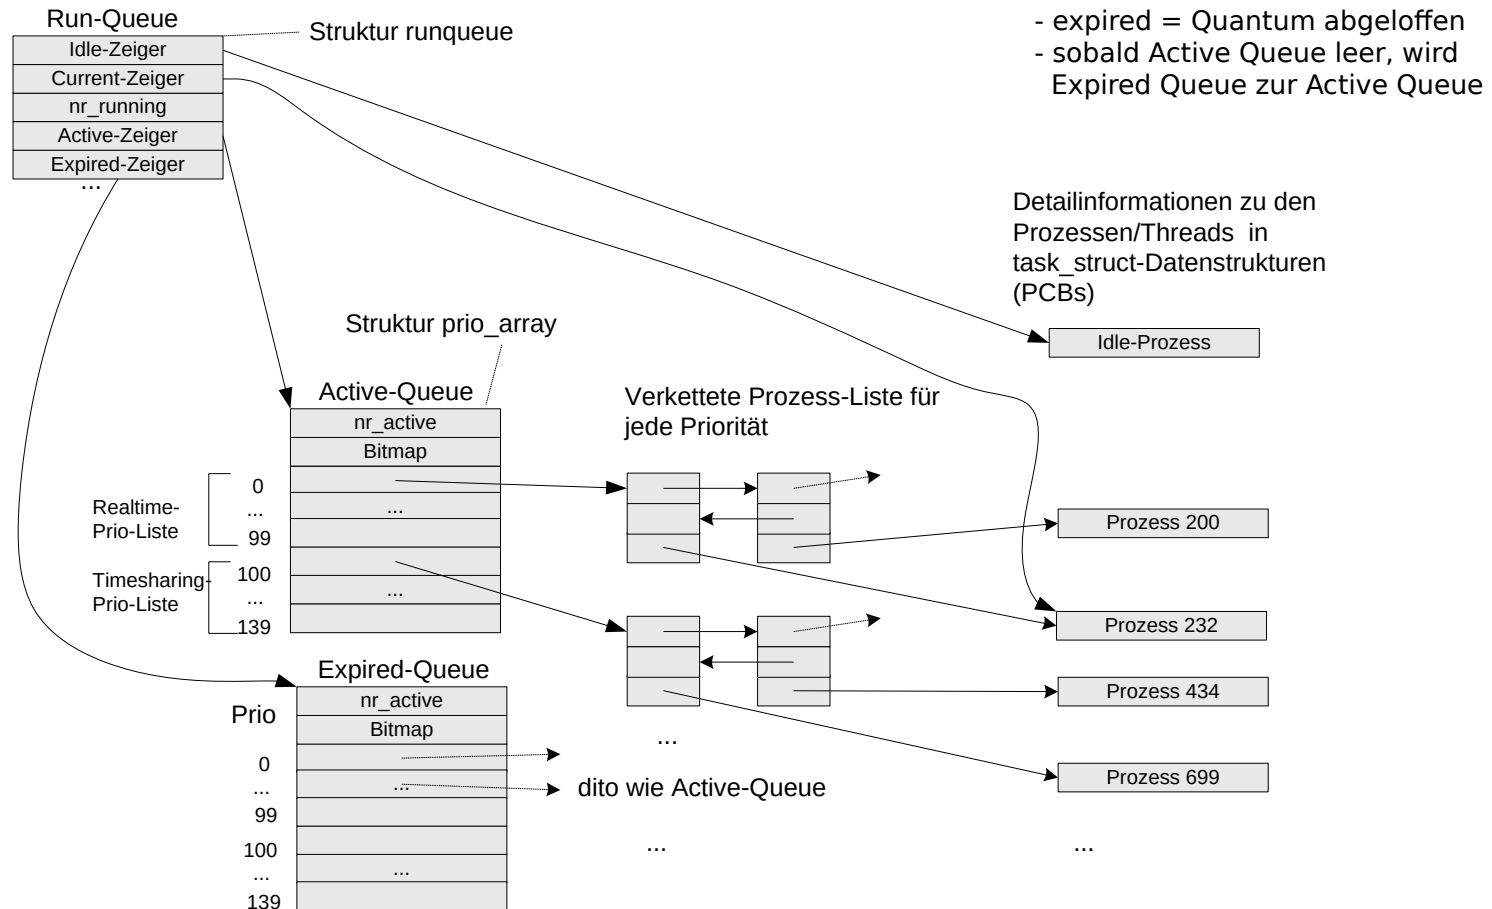 Run-Queue
Struktur runqueue
Idle-Zeiger
Current-Zeiger
nr_running
Active-Zeiger
Expired-Zeiger
...
- expired = Quantum abgeloffen
- sobald Active Queue leer, wird
Expired Queue zur Active Queue
Detailinformationen zu den
Prozessen/Threads in
task_struct-Datenstrukturen
(PCBs)
Idle-Prozess
Struktur prio_array
Active-Queue
nr_active
Bitmap
...
...
Realtime-
Prio-Liste
0
...
99
Timesharing-
Prio-Liste
100
...
139
Verkettete Prozess-Liste für
jede Priorität
Prozess 200
Prozess 232
Prozess 434
Prozess 699
...
...
...
Expired-Queue
nr_active
Bitmap
...
...
Prio
0
...
99
100
...
139
dito wie Active-Queue